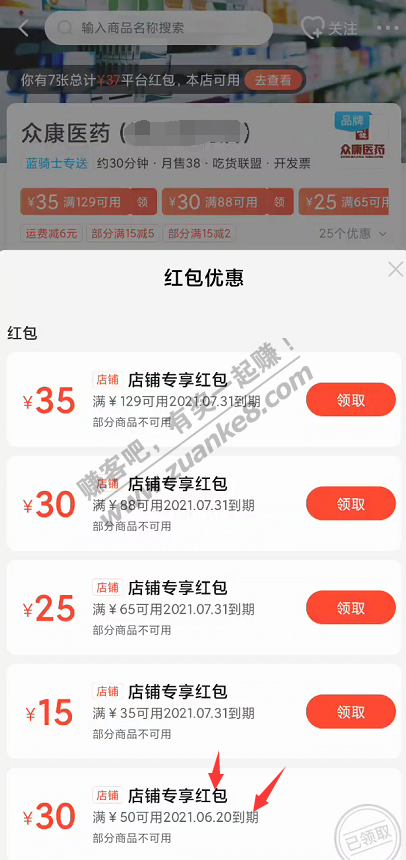 输入商品名称搜索
关注
你有7张总计¥37平台红包，本店可用 去查看
众康医药（
品牌
众康医药
蓝骑士专送 约30分钟·月售38·吃货联盟·开发票
¥35 满129可用 领 ¥30 满88可用 领 ¥25 满65可用
运费减6元 部分满15减5 部分满15减2 25个优惠
红包优惠
红包
¥35 店铺 店铺专享红包 领取
满¥129可用2021.07.31到期
部分商品不可用
¥30 店铺 店铺专享红包 领取
满¥88可用2021.07.31到期
部分商品不可用
¥25 店铺 店铺专享红包 领取
满¥65可用2021.07.31到期
部分商品不可用
¥15 店铺 店铺专享红包 领取
满¥35可用2021.07.31到期
部分商品不可用
¥30 店铺 店铺专享红包
满¥50可用2021.06.20到期
已领取
赚客吧，有奖一起赚！
www.zuanke8.com